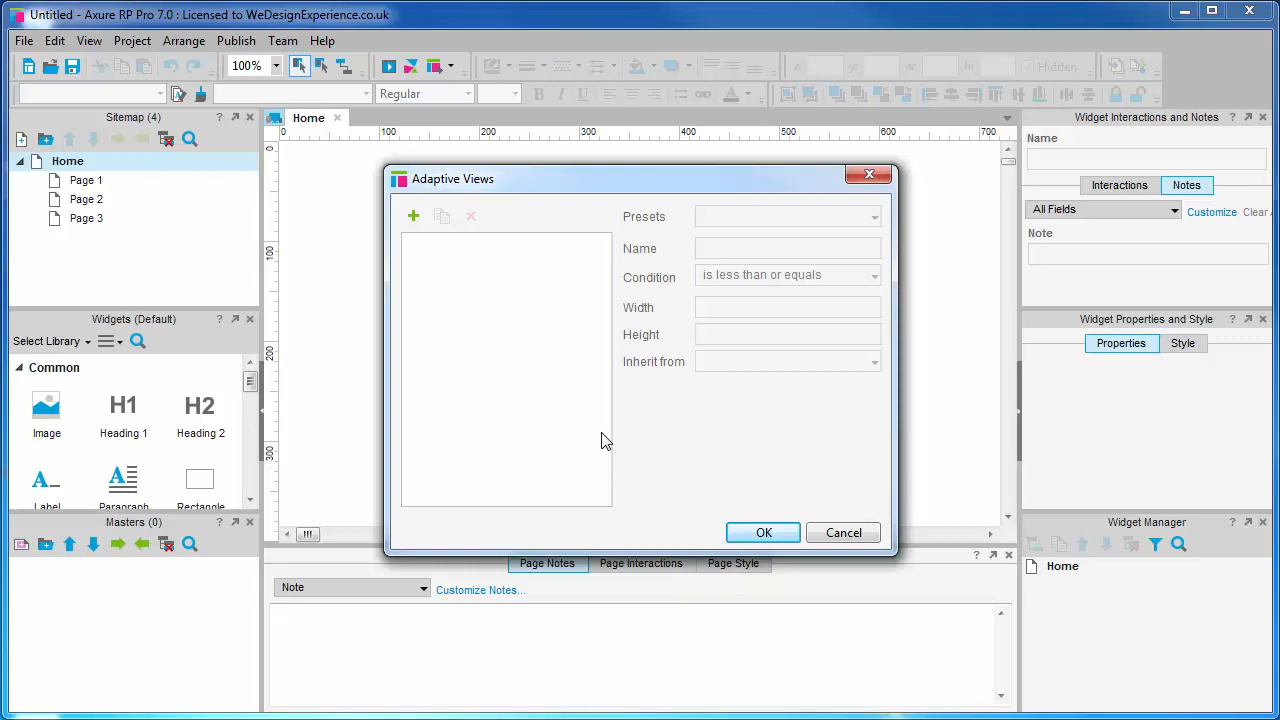 Untitled - Axure RP Pro 7.0 : Licensed to WeDesignExperience.co.uk
File Edit View Project Arrange Publish Team Help
100%
Regular
Hidden
Sitemap (4)
Home
Page 1
Page 2
Page 3
Widgets (Default)
Select Library
Common
Image
Heading 1
Heading 2
H1
H2
Label
Paragraph
Rectangle
Masters (0)
Home
0 100 200 300 400 500 600 700
0
100
200
300
Adaptive Views
Presets
Name
Condition is less than or equals
Width
Height
Inherit from
OK Cancel
Page Notes Page Interactions Page Style
Note Customize Notes...
Widget Interactions and Notes
Name
Interactions Notes
All Fields Customize Clear
Note
Widget Properties and Style
Properties Style
Widget Manager
Home